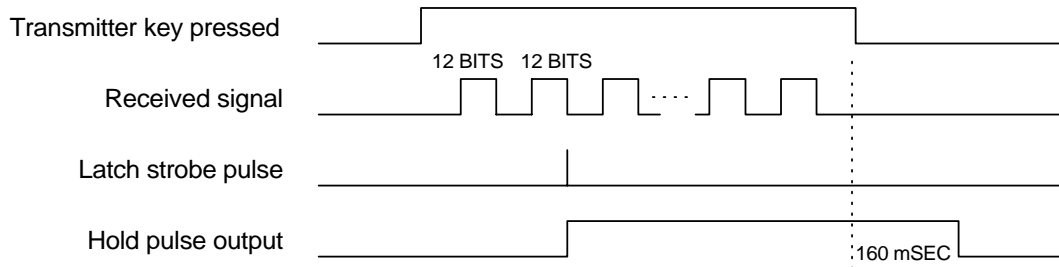 Transmitter key pressed
12 BITS 12 BITS
Received signal
Latch strobe pulse
Hold pulse output
160 mSEC